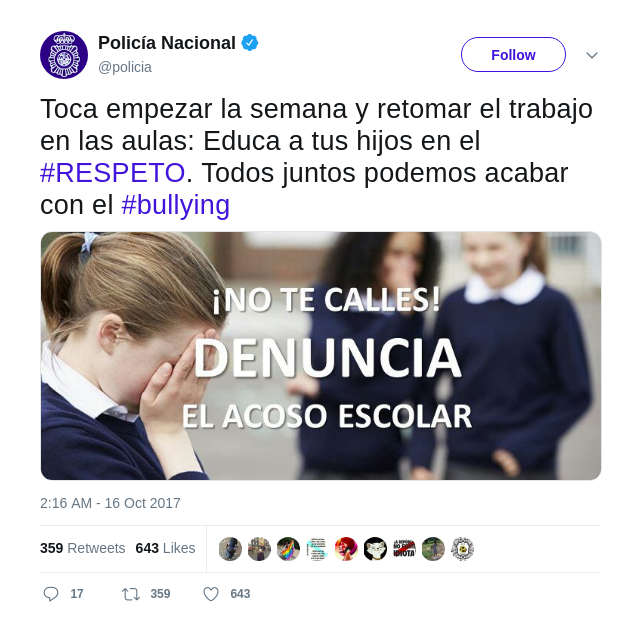 Policía Nacional
@policia
Follow
Toca empezar la semana y retomar el trabajo
en las aulas: Educa a tus hijos en el
#RESPETO. Todos juntos podemos acabar
con el #bullying
¡NO TE CALLES!
DENUNCIA
EL ACOSO ESCOLAR
2:16 AM - 16 Oct 2017
359 Retweets 643 Likes
17 359 643